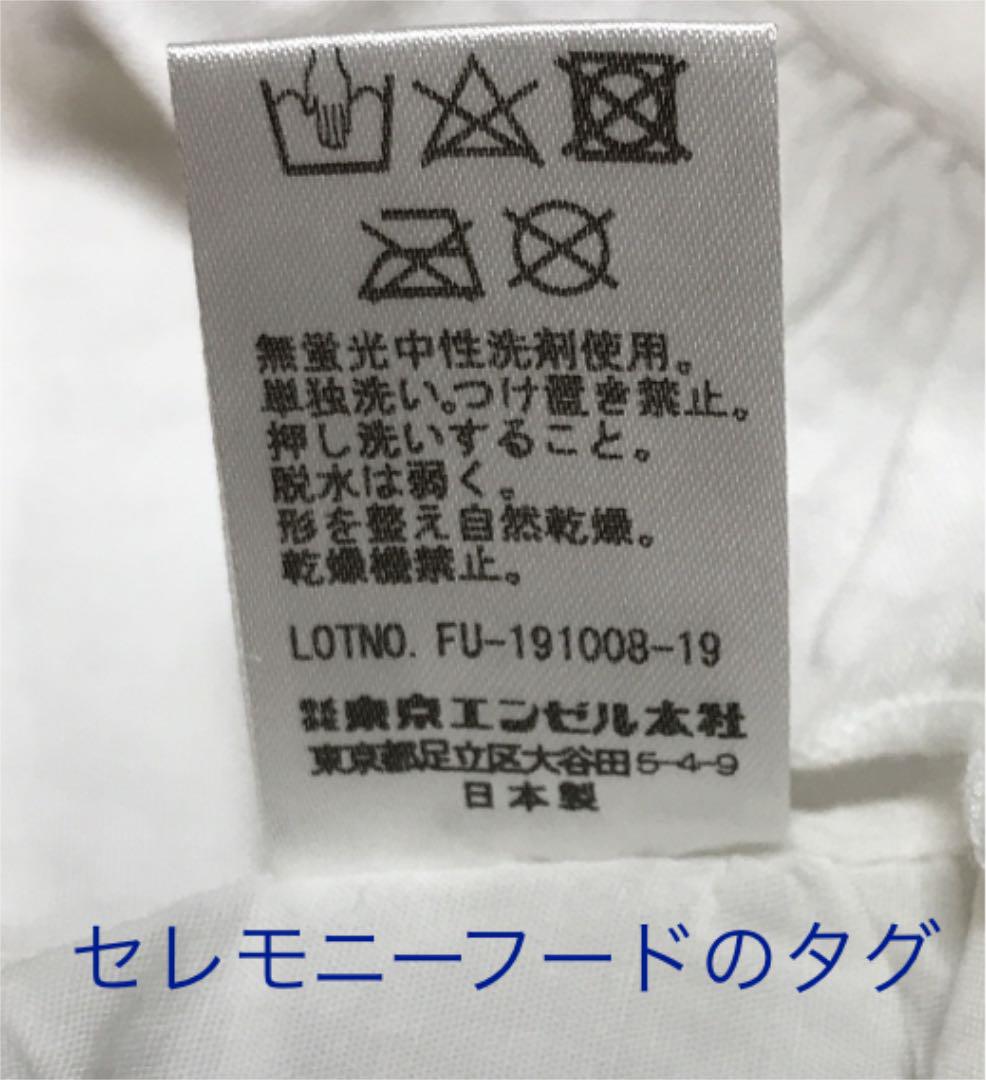 無蛍光中性洗剤使用。
単独洗い。つけ置き禁止。
押し洗いすること。
脱水は弱く。
形を整え自然乾燥。
乾燥機禁止。
LOTNO. FU-191008-19
株式会社東京エンゼル本社
東京都足立区大谷田5-4-9
日本製
セレモニーフードのタグ